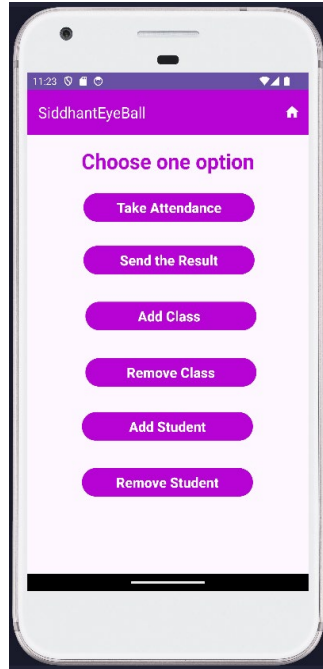 11:23
SiddhantEyeBall
Choose one option
Take Attendance
Send the Result
Add Class
Remove Class
Add Student
Remove Student